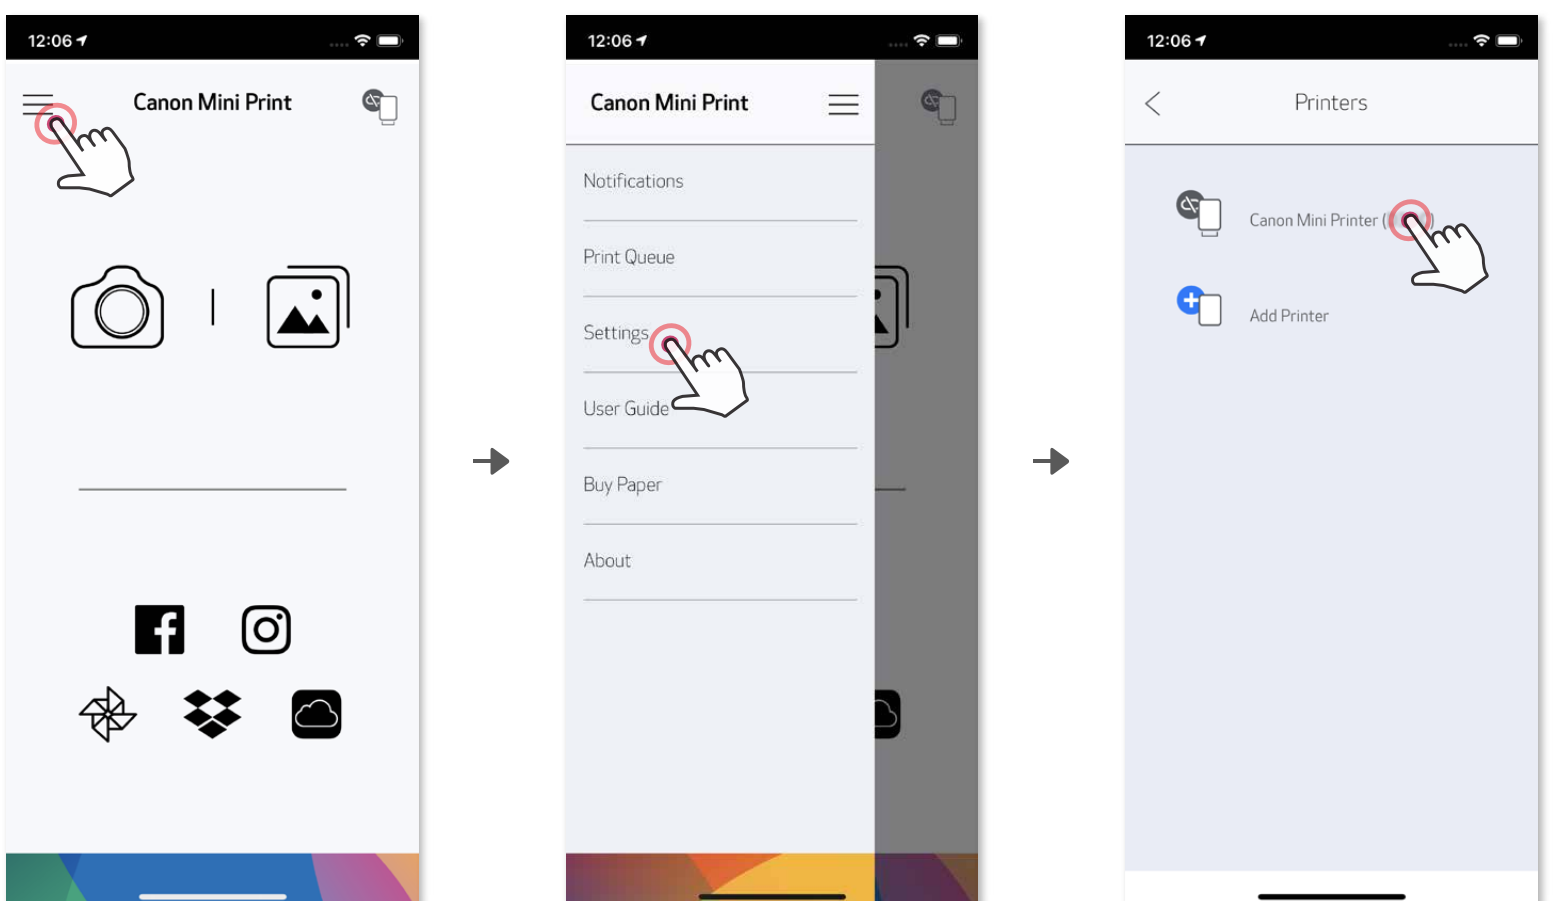 12:06
Canon Mini Print
12:06
Canon Mini Print
Notifications
Print Queue
Settings
User Guide
Buy Paper
About
12:06
Printers
Canon Mini Printer ( )
Add Printer